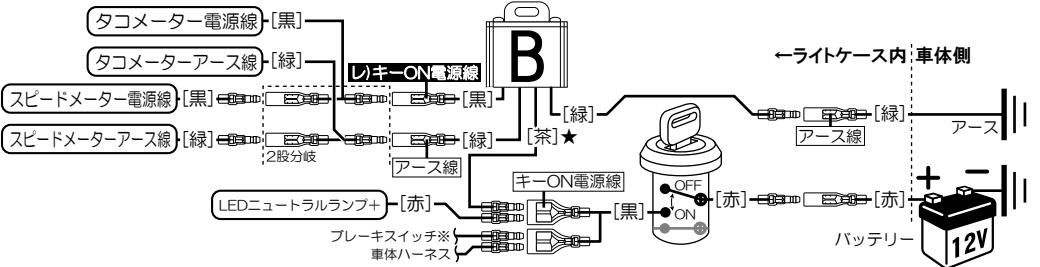 タコメーター電源線 [黒]
タコメーターアース線 [緑]
スピードメーター電源線 [黒]
スピードメーターアース線 [緑]
2股分岐
レ)キーON電源線
[黒]
[緑]
アース線
B
[緑]
[茶]★
LEDニュートラルランプ+ [赤]
ブレーキスイッチ※
車体ハーネス
キーON電源線
[黒]
OFF
ON
[赤]
[赤]
←ライトケース内 車体側
[緑]
アース線
アース
+ −
バッテリー
12V